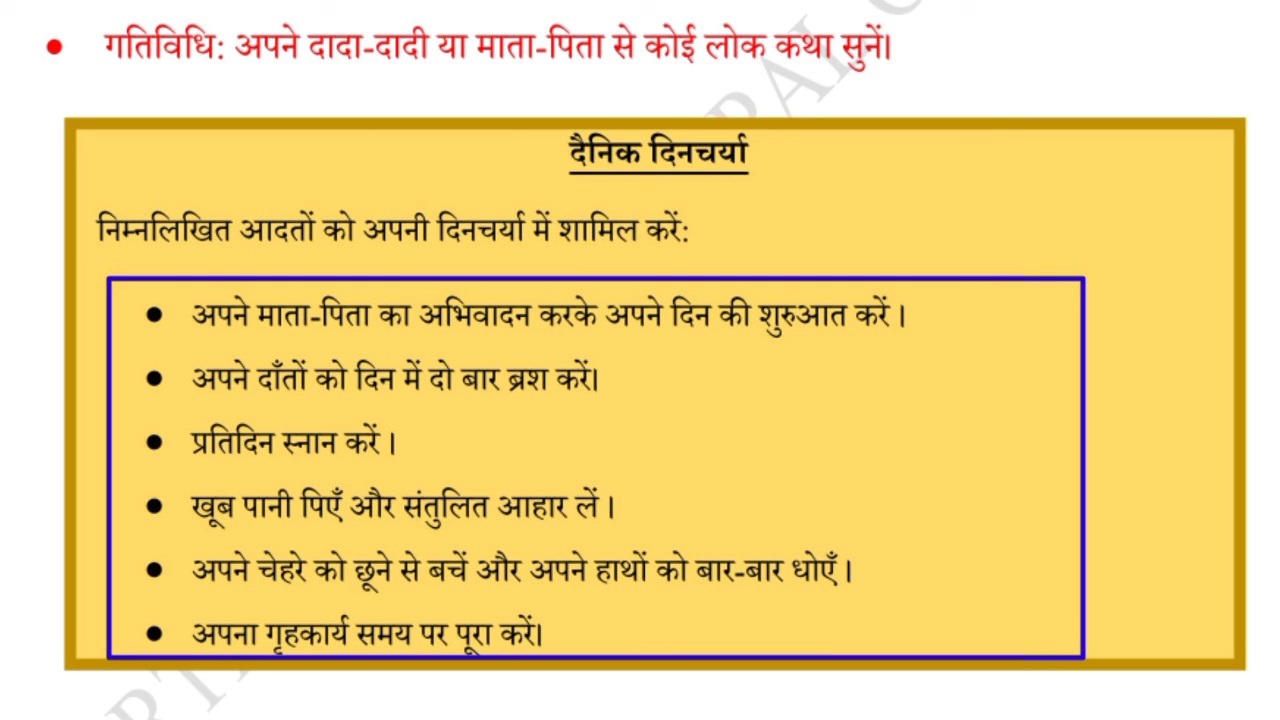 • गतिविधि: अपने दादा-दादी या माता-पिता से कोई लोक कथा सुनें।
दैनिक दिनचर्या
निम्नलिखित आदतों को अपनी दिनचर्या में शामिल करें:
• अपने माता-पिता का अभिवादन करके अपने दिन की शुरुआत करें।
• अपने दाँतों को दिन में दो बार ब्रश करें।
• प्रतिदिन स्नान करें।
• खूब पानी पिएँ और संतुलित आहार लें।
• अपने चेहरे को छूने से बचें और अपने हाथों को बार-बार धोएँ।
• अपना गृहकार्य समय पर पूरा करें।